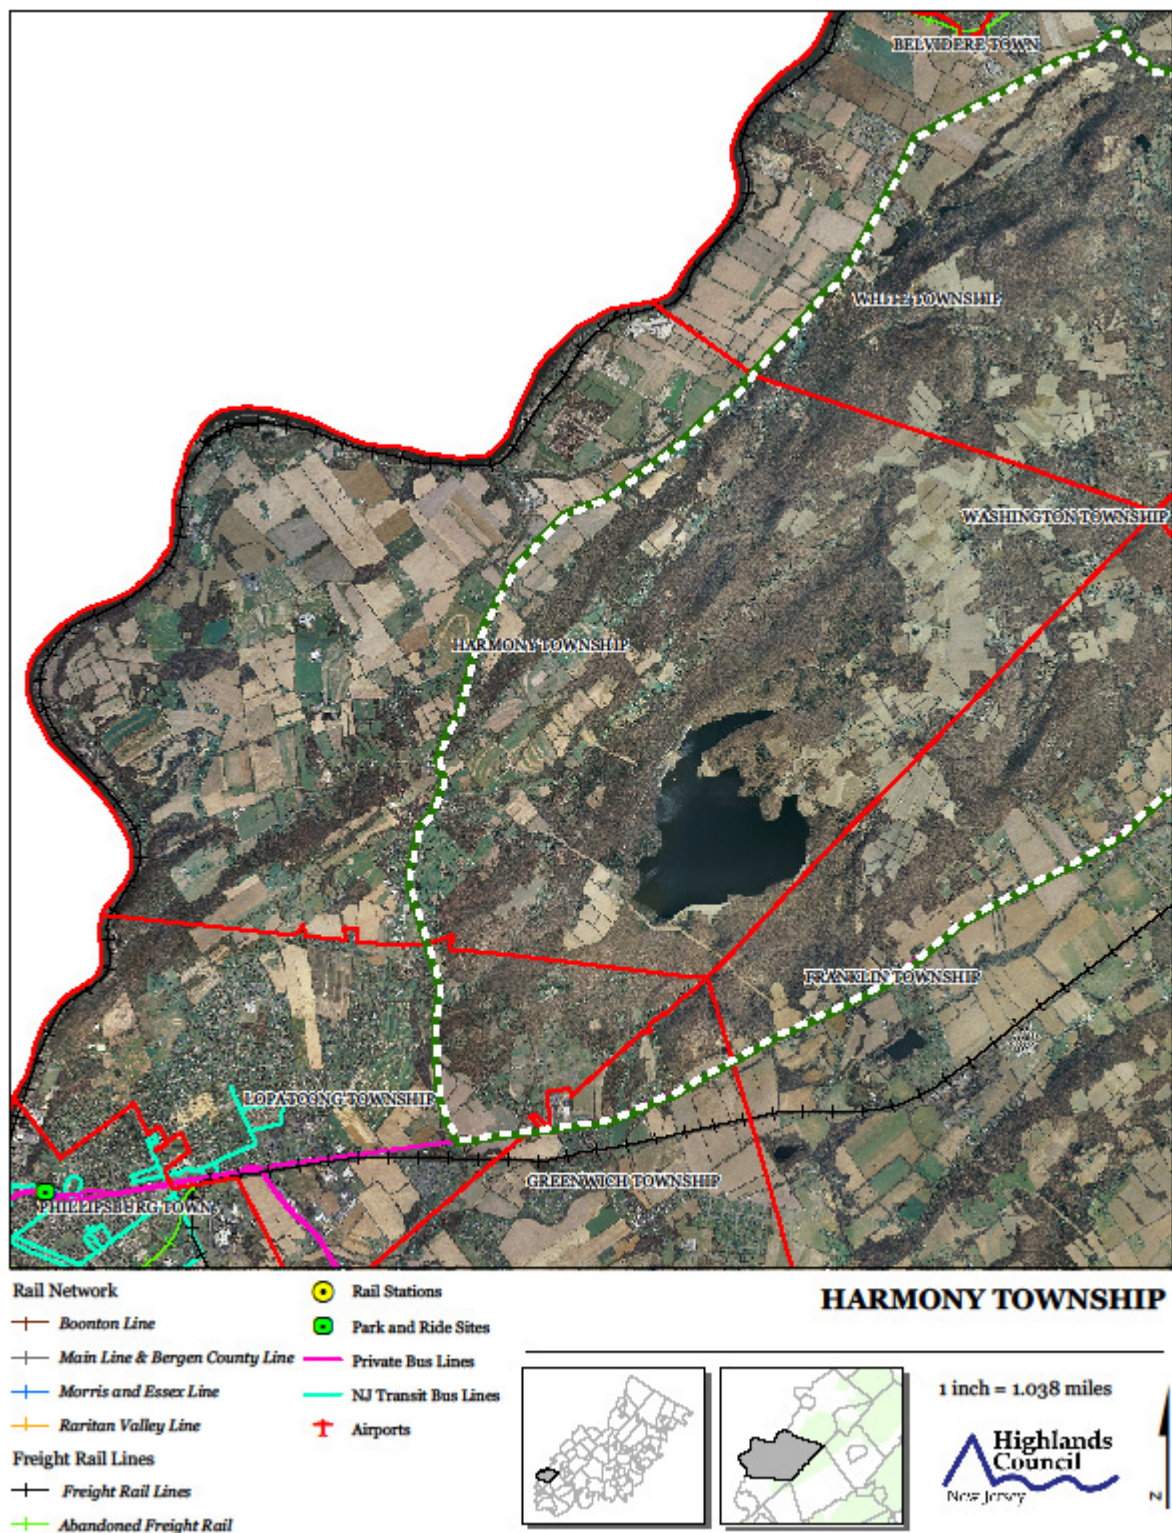 BELVIDERE TOWN
WHITE TOWNSHIP
WASHINGTON TOWNSHIP
HARMONY TOWNSHIP
FRANKLIN TOWNSHIP
LOPATCONG TOWNSHIP
GREENWICH TOWNSHIP
PHILLIPSBURG TOWN
Rail Network
Boonton Line
Main Line & Bergen County Line
Morris and Essex Line
Raritan Valley Line
Freight Rail Lines
Freight Rail Lines
Abandoned Freight Rail
Rail Stations
Park and Ride Sites
Private Bus Lines
NJ Transit Bus Lines
Airports
HARMONY TOWNSHIP
1 inch = 1.038 miles
Highlands
Council
New Jersey
N